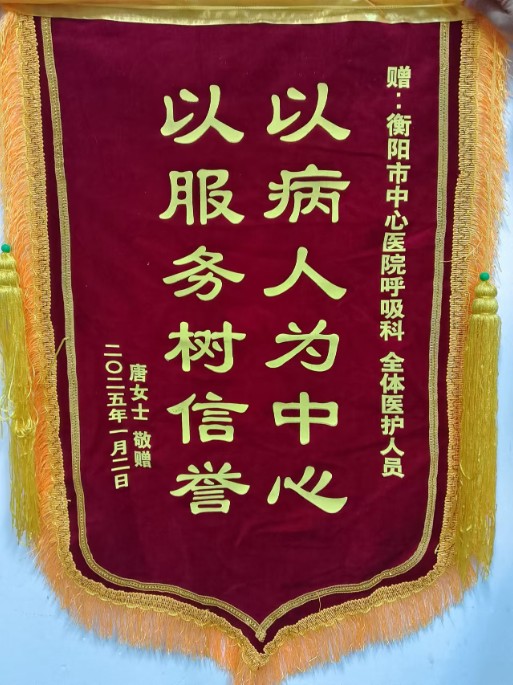 赠：衡阳市中心医院呼吸科 全体医护人员
以病人为中心
以服务树信誉
唐女士 敬赠
二〇二五年一月二日